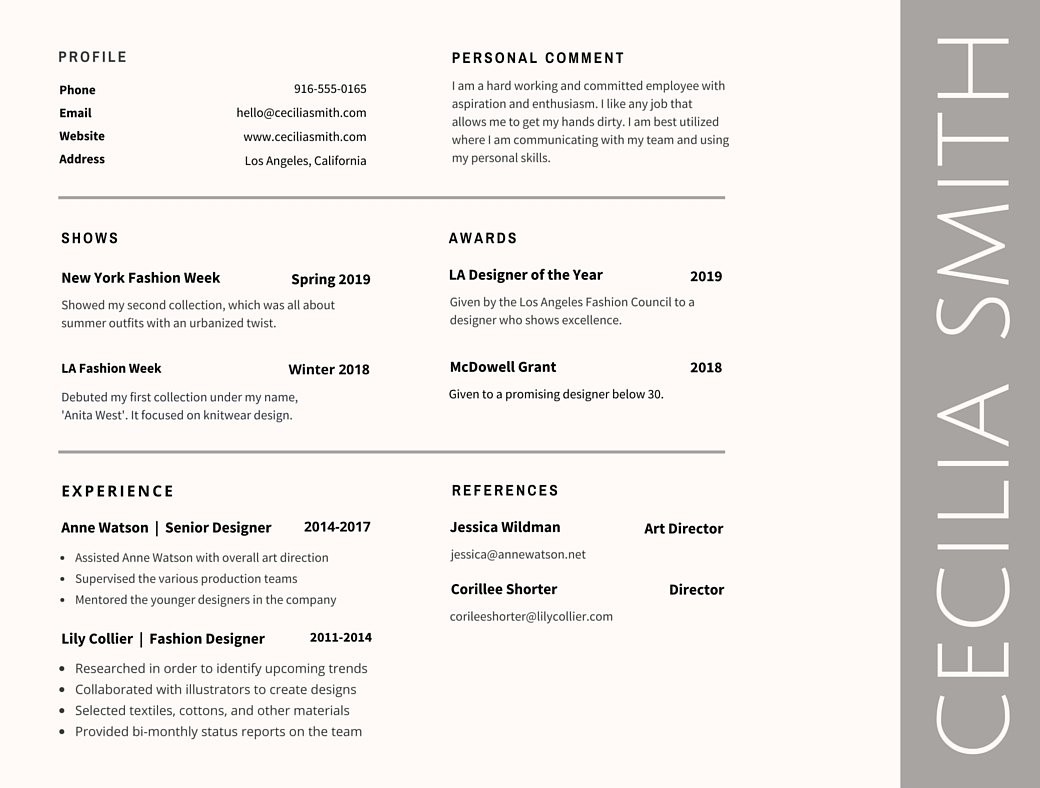 PROFILE
Phone 916-555-0165
Email hello@ceciliasmith.com
Website www.ceciliasmith.com
Address Los Angeles, California
PERSONAL COMMENT
I am a hard working and committed employee with
aspiration and enthusiasm. I like any job that
allows me to get my hands dirty. I am best utilized
where I am communicating with my team and using
my personal skills.
SHOWS
New York Fashion Week Spring 2019
Showed my second collection, which was all about
summer outfits with an urbanized twist.
LA Fashion Week Winter 2018
Debuted my first collection under my name,
'Anita West'. It focused on knitwear design.
AWARDS
LA Designer of the Year 2019
Given by the Los Angeles Fashion Council to a
designer who shows excellence.
McDowell Grant 2018
Given to a promising designer below 30.
EXPERIENCE
Anne Watson | Senior Designer 2014-2017
• Assisted Anne Watson with overall art direction
• Supervised the various production teams
• Mentored the younger designers in the company
Lily Collier | Fashion Designer 2011-2014
• Researched in order to identify upcoming trends
• Collaborated with illustrators to create designs
• Selected textiles, cottons, and other materials
• Provided bi-monthly status reports on the team
REFERENCES
Jessica Wildman Art Director
jessica@annewatson.net
Corillee Shorter Director
corileeshorter@lilycollier.com
CECILIA SMITH